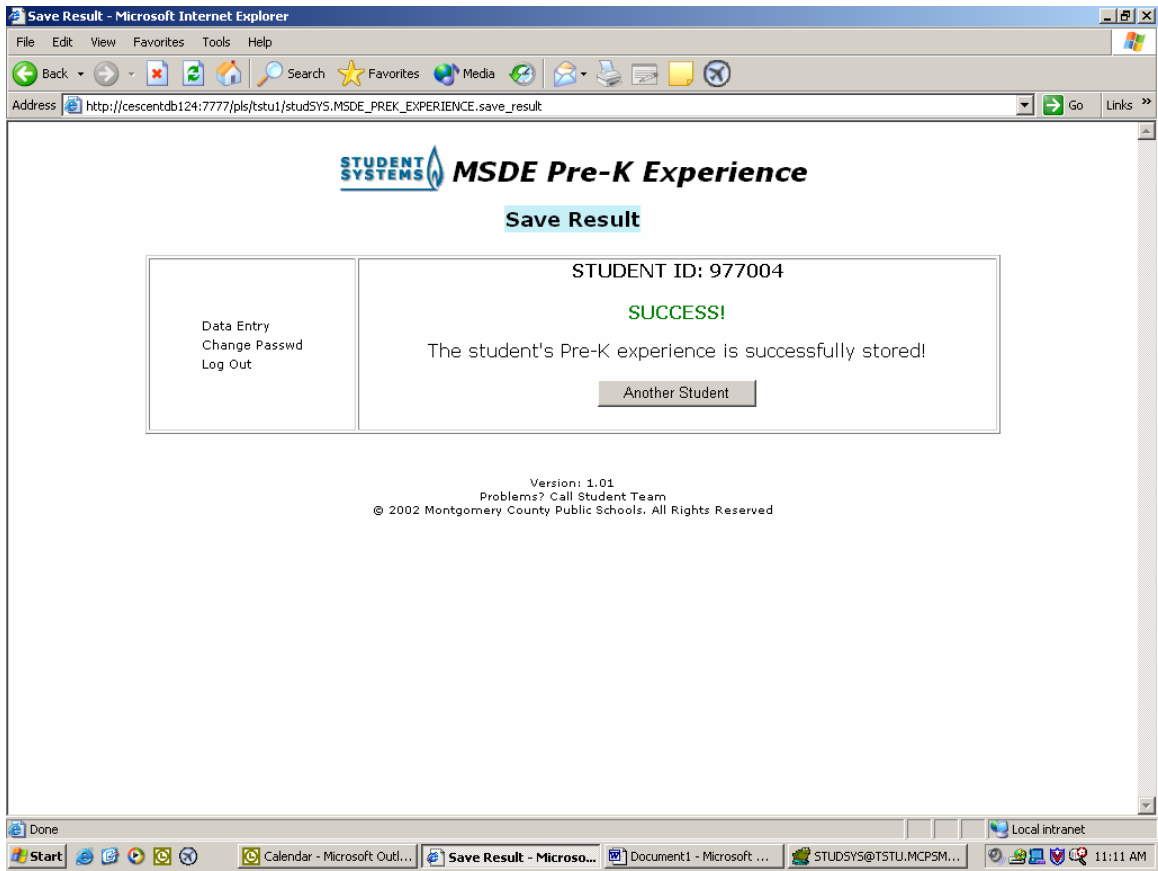 Save Result - Microsoft Internet Explorer
File Edit View Favorites Tools Help
Back Search Favorites Media
Address http://cescentdb124:7777/pls/tstu1/studSYS.MSDE_PREK_EXPERIENCE.save_result Go Links »
STUDENT SYSTEMS MSDE Pre-K Experience
Save Result
STUDENT ID: 977004
SUCCESS!
Data Entry
Change Passwd
Log Out
The student's Pre-K experience is successfully stored!
Another Student
Version: 1.01
Problems? Call Student Team
© 2002 Montgomery County Public Schools. All Rights Reserved
Done Local intranet
Start Calendar - Microsoft Outl... Save Result - Microso... Document1 - Microsoft ... STUDSYS@TSTU.MCPSM... 11:11 AM